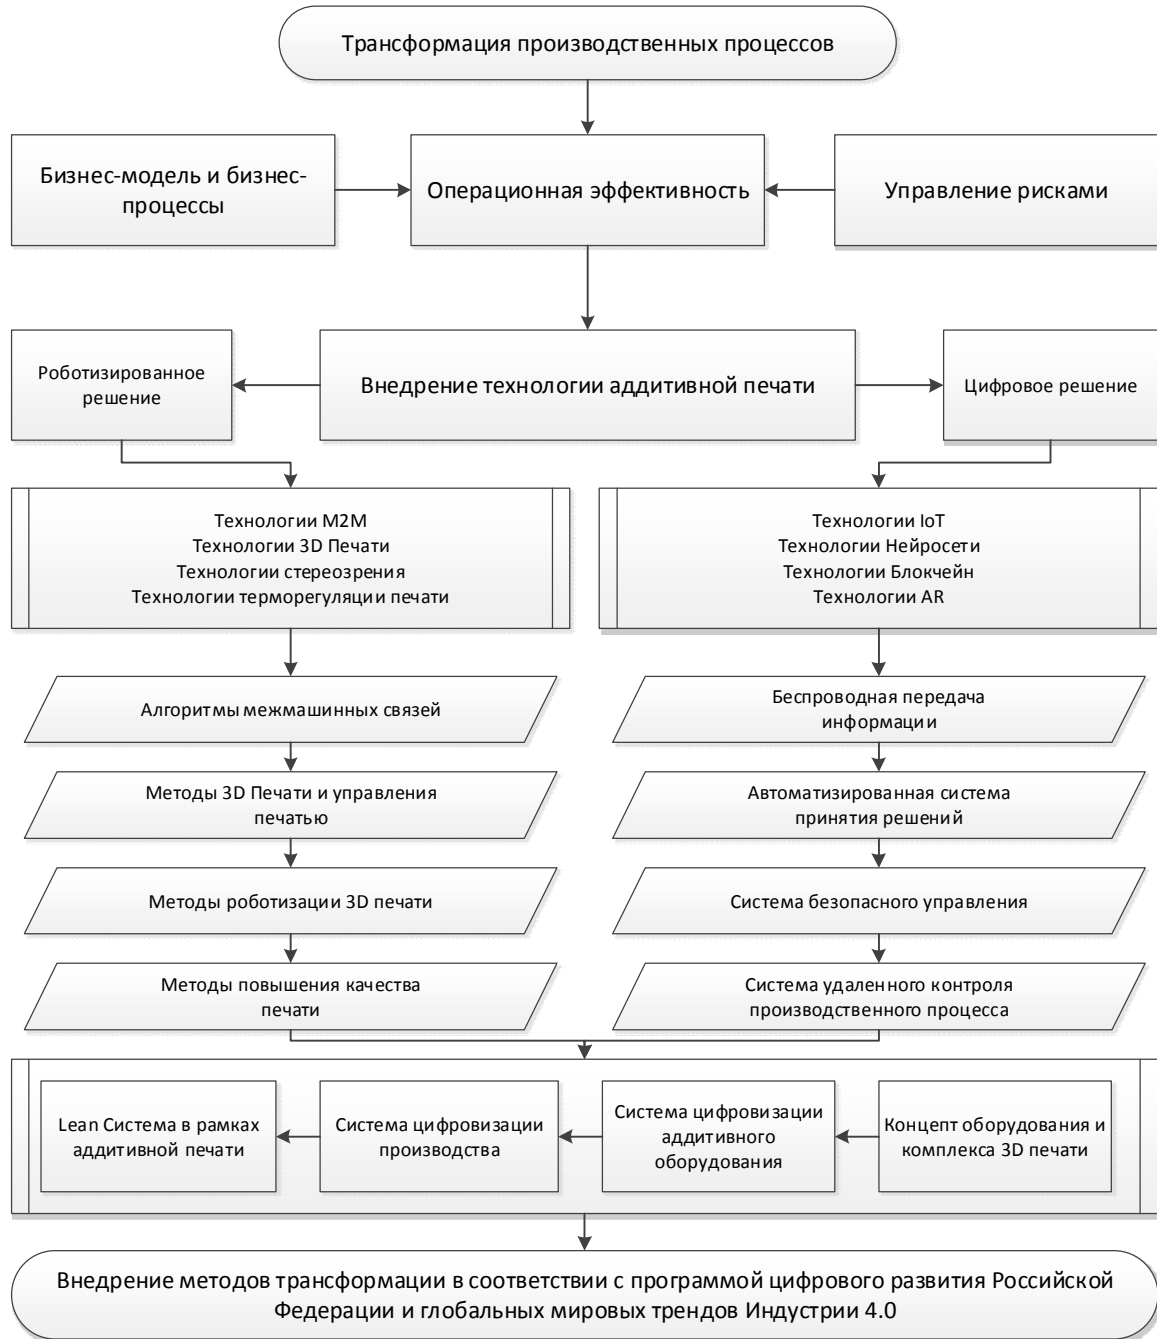 Трансформация производственных процессов
Бизнес-модель и бизнес-
процессы
Операционная эффективность
Управление рисками
Роботизированное
решение
Внедрение технологии аддитивной печати
Цифровое решение
Технологии M2M
Технологии 3D Печати
Технологии стереозрения
Технологии терморегуляции печати
Технологии IoT
Технологии Нейросети
Технологии Блокчейн
Технологии AR
Алгоритмы межмашинных связей
Беспроводная передача
информации
Методы 3D Печати и управления
печатью
Автоматизированная система
принятия решений
Методы роботизации 3D печати
Система безопасного управления
Методы повышения качества
печати
Система удаленного контроля
производственного процесса
Lean Система в рамках
аддитивной печати
Система цифровизации
производства
Система цифровизации
аддитивного
оборудования
Концепт оборудования и
комплекса 3D печати
Внедрение методов трансформации в соответствии с программой цифрового развития Российской
Федерации и глобальных мировых трендов Индустрии 4.0